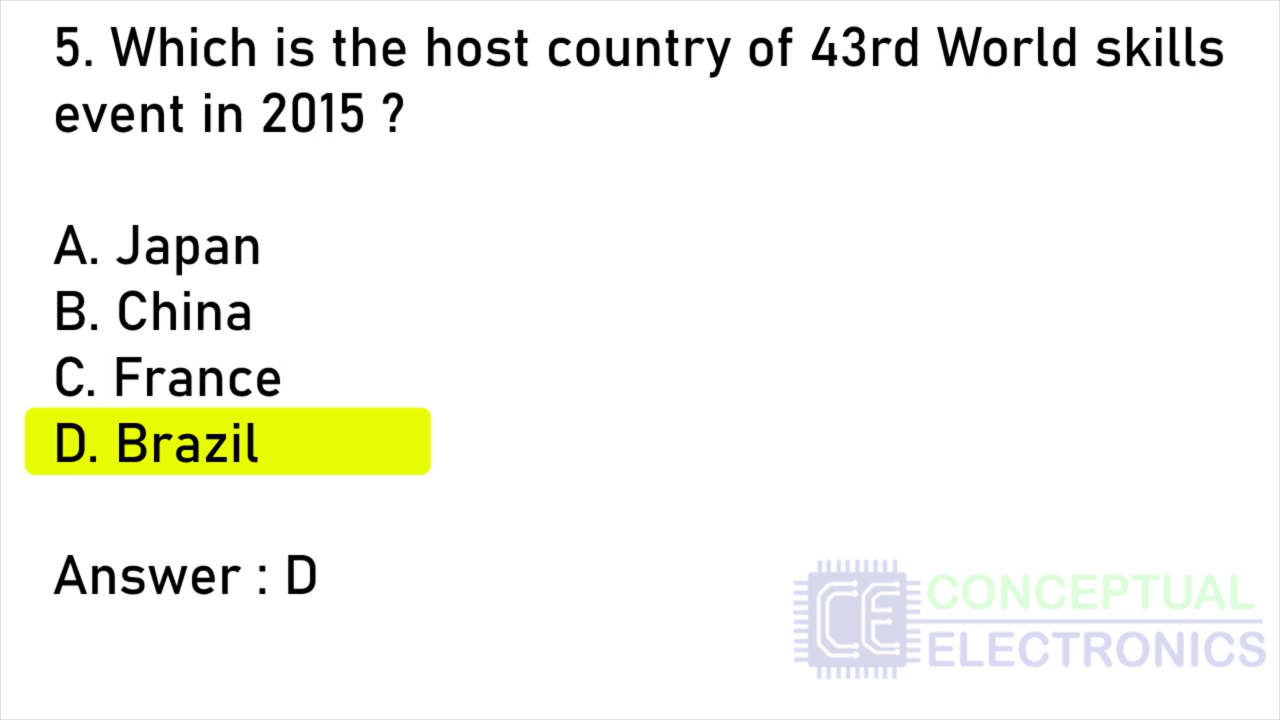 5. Which is the host country of 43rd World skills
event in 2015 ?
A. Japan
B. China
C. France
D. Brazil
Answer : D
CE
CONCEPTUAL
ELECTRONICS